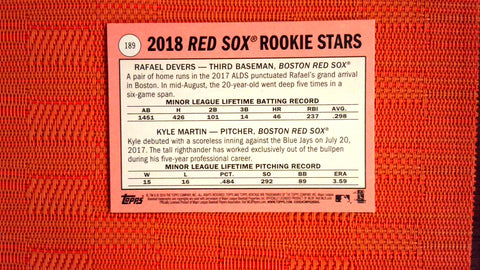 189
2018 RED SOX® ROOKIE STARS
RAFAEL DEVERS — THIRD BASEMAN, BOSTON RED SOX®
A pair of home runs in the 2017 ALDS punctuated Rafael's grand arrival
in Boston. In mid-August, the 20-year-old went deep five times in a
six-game span.
MINOR LEAGUE LIFETIME BATTING RECORD
AB H 2B 3B HR RBI AVG.
1451 426 101 14 46 237 .298
KYLE MARTIN — PITCHER, BOSTON RED SOX®
Kyle debuted with a scoreless inning against the Blue Jays on July 20,
2017. The tall righthander has worked exclusively out of the bullpen
during his five-year professional career.
MINOR LEAGUE LIFETIME PITCHING RECORD
W L PCT. SO BB ERA
15 16 .484 292 89 3.59
TOPPS